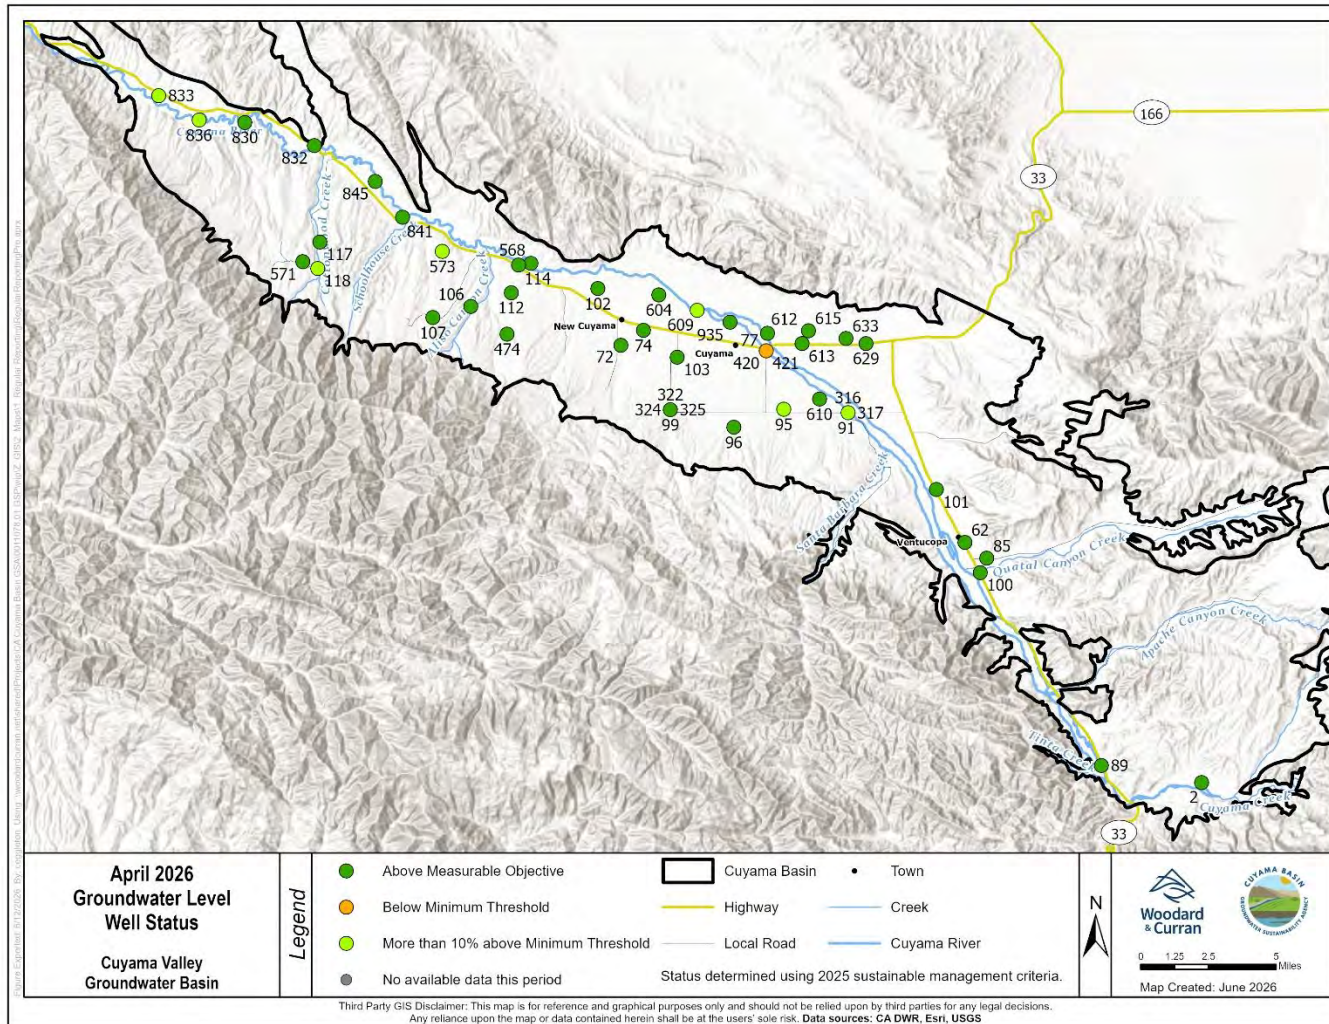 166
33
833
836
830
Cuyama River
832
845
841
117
571
118
Schoolhouse Creek
573
568
114
106
112
107
474
102
604
New Cuyama
609
935
74
72
103
77
Cuyama
420
421
612
615
613
633
629
322
324
325
99
96
95
610
316
317
91
Santa Barbara Creek
101
62
Ventucopa
85
100
Quatal Canyon Creek
Apache Canyon Creek
Tinta Creek
89
2
Cuyama Creek
33
April 2026
Groundwater Level
Well Status
Cuyama Valley
Groundwater Basin
Legend
Above Measurable Objective
Below Minimum Threshold
More than 10% above Minimum Threshold
No available data this period
Cuyama Basin
Highway
Local Road
Town
Creek
Cuyama River
Status determined using 2025 sustainable management criteria.
N
Woodard
& Curran
CUYAMA BASIN
GROUNDWATER SUSTAINABILITY AGENCY
0 1.25 2.5 5
Miles
Map Created: June 2026
Third Party GIS Disclaimer: This map is for reference and graphical purposes only and should not be relied upon by third parties for any legal decisions.
Any reliance upon the map or data contained herein shall be at the users' sole risk. Data sources: CA DWR, Esri, USGS